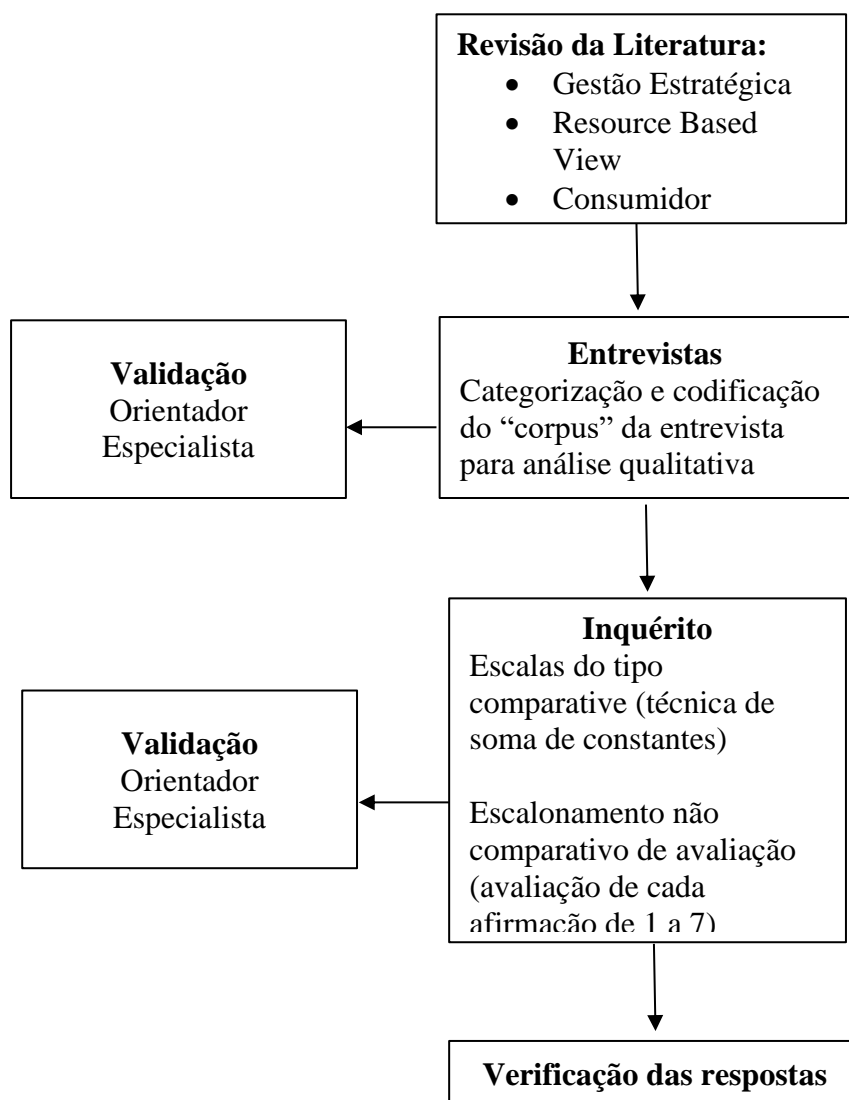 Revisão da Literatura:
• Gestão Estratégica
• Resource Based
View
• Consumidor
Validação
Orientador
Especialista
Entrevistas
Categorização e codificação
do “corpus” da entrevista
para análise qualitativa
Inquérito
Escalas do tipo
comparative (técnica de
soma de constantes)
Escalonamento não
comparativo de avaliação
(avaliação de cada
afirmação de 1 a 7)
Validação
Orientador
Especialista
Verificação das respostas